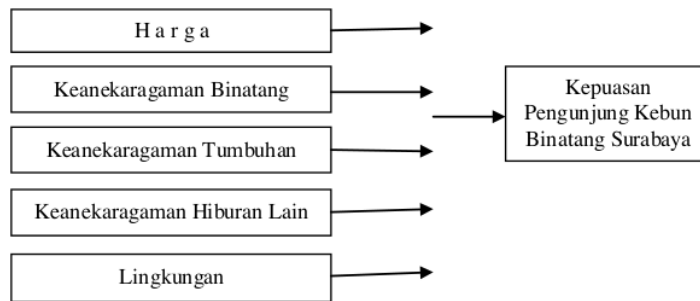 H a r g a
Keanekaragaman Binatang
Keanekaragaman Tumbuhan
Keanekaragaman Hiburan Lain
Lingkungan
Kepuasan
Pengunjung Kebun
Binatang Surabaya